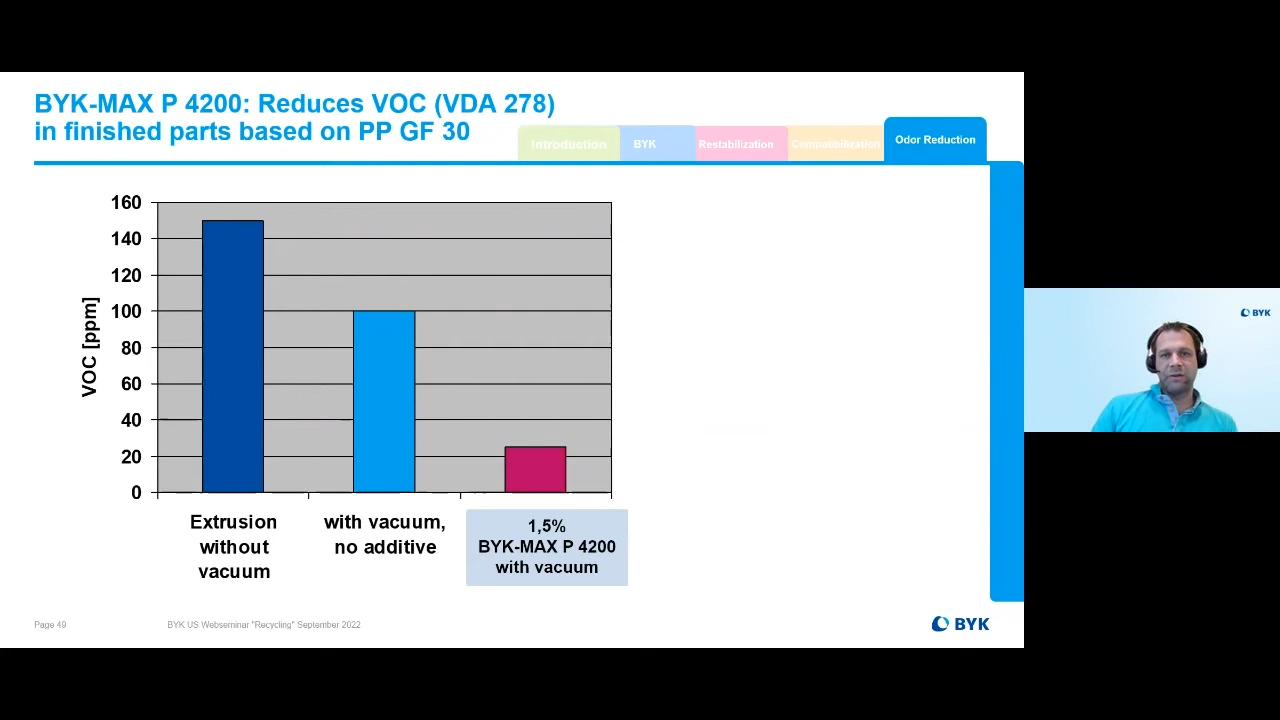 BYK-MAX P 4200: Reduces VOC (VDA 278)
in finished parts based on PP GF 30
Introduction
BYK
Restabilization
Compatibilization
Odor Reduction
160
140
120
100
80
60
40
20
0
VOC [ppm]
Extrusion
without
vacuum
with vacuum,
no additive
1,5%
BYK-MAX P 4200
with vacuum
Page 49
BYK US Webseminar "Recycling" September 2022
BYK
BYK